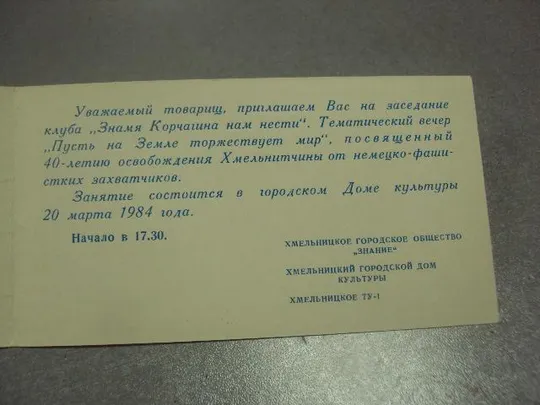 Уважаемый товарищ, приглашаем Вас на заседание
клуба „Знамя Корчагина нам нести“. Тематический вечер
„Пусть на Земле торжествует мир“, посвященный
40-летию освобождения Хмельнитчины от немецко-фаши-
стких захватчиков.
Занятие состоится в городском Доме культуры
20 марта 1984 года.
Начало в 17.30.
ХМЕЛЬНИЦКОЕ ГОРОДСКОЕ ОБЩЕСТВО
„ЗНАНИЕ“
ХМЕЛЬНИЦКИЙ ГОРОДСКОЙ ДОМ
КУЛЬТУРЫ
ХМЕЛЬНИЦКОЕ ТУ-1